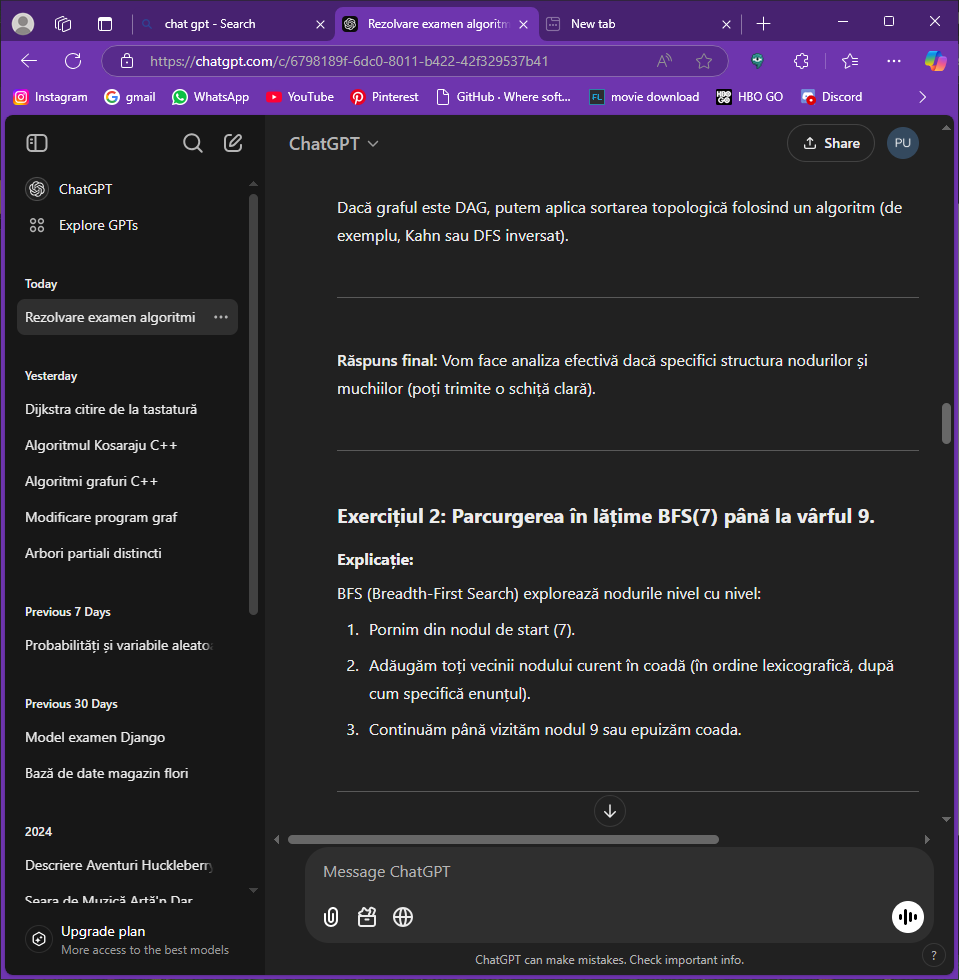 chat gpt - Search
Rezolvare examen algoritm
New tab
https://chatgpt.com/c/6798189f-6dc0-8011-b422-42f329537b41
Instagram
gmail
WhatsApp
YouTube
Pinterest
GitHub · Where soft...
FL
movie download
HBO GO
HBO GO
Discord
ChatGPT
Share
PU
ChatGPT
Explore GPTs
Today
Rezolvare examen algoritmi
Yesterday
Dijkstra citire de la tastatură
Algoritmul Kosaraju C++
Algoritmi grafuri C++
Modificare program graf
Arbori partiali distincti
Previous 7 Days
Probabilități și variabile aleatoa
Previous 30 Days
Model examen Django
Bază de date magazin flori
2024
Descriere Aventuri Huckleberry
Seara de Muzică Artă'n Dar
Upgrade plan
More access to the best models
Dacă graful este DAG, putem aplica sortarea topologică folosind un algoritm (de
exemplu, Kahn sau DFS inversat).
Răspuns final: Vom face analiza efectivă dacă specifici structura nodurilor și
muchiilor (poți trimite o schiță clară).
Exercițiul 2: Parcurgerea în lățime BFS(7) până la vârful 9.
Explicație:
BFS (Breadth-First Search) explorează nodurile nivel cu nivel:
1. Pornim din nodul de start (7).
2. Adăugăm toți vecinii nodului curent în coadă (în ordine lexicografică, după
cum specifică enunțul).
3. Continuăm până vizităm nodul 9 sau epuizăm coada.
Message ChatGPT
ChatGPT can make mistakes. Check important info.
?